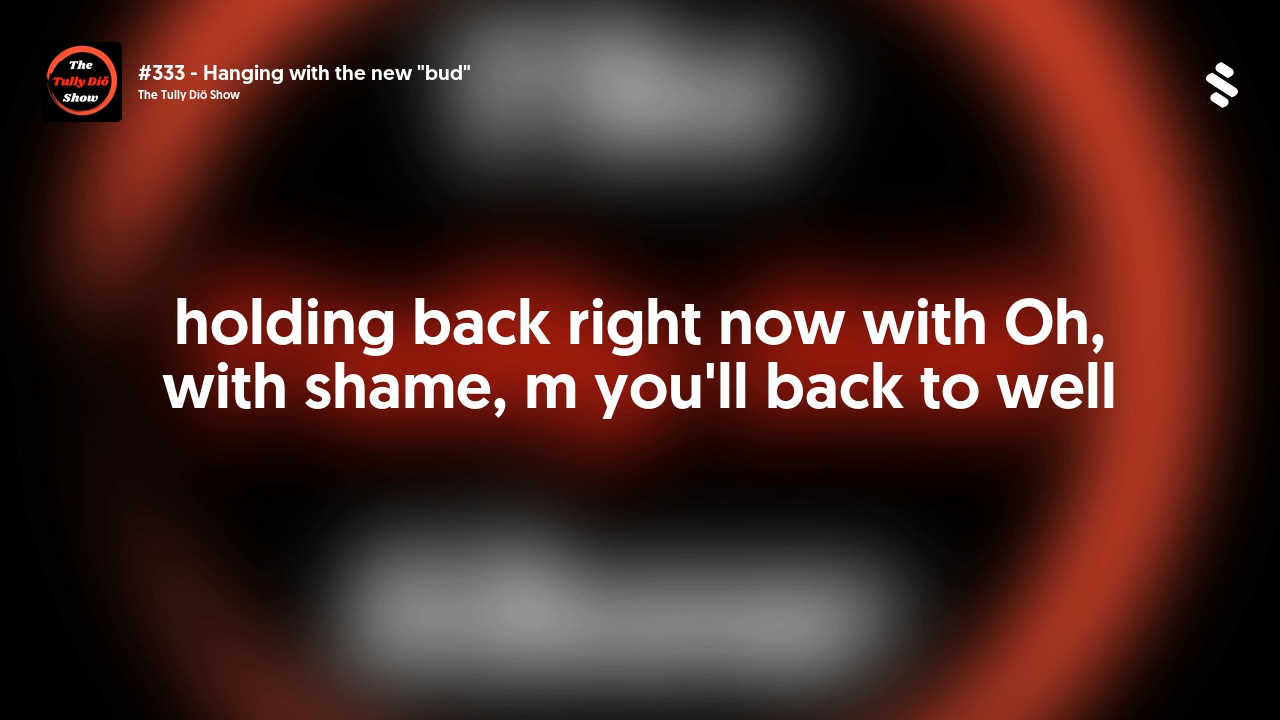 The
Tully Diö
Show
#333 - Hanging with the new "bud"
The Tully Diö Show
holding back right now with Oh,
with shame, m you'll back to well